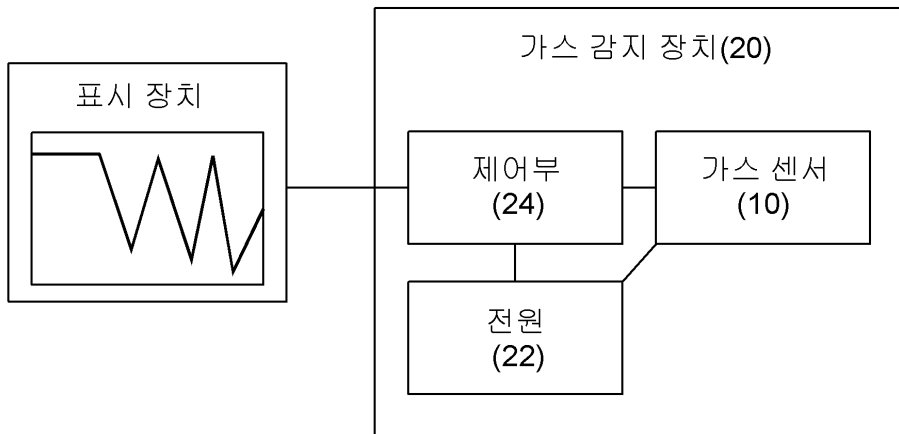 가스 감지 장치(20)
표시 장치
제어부
(24)
가스 센서
(10)
전원
(22)